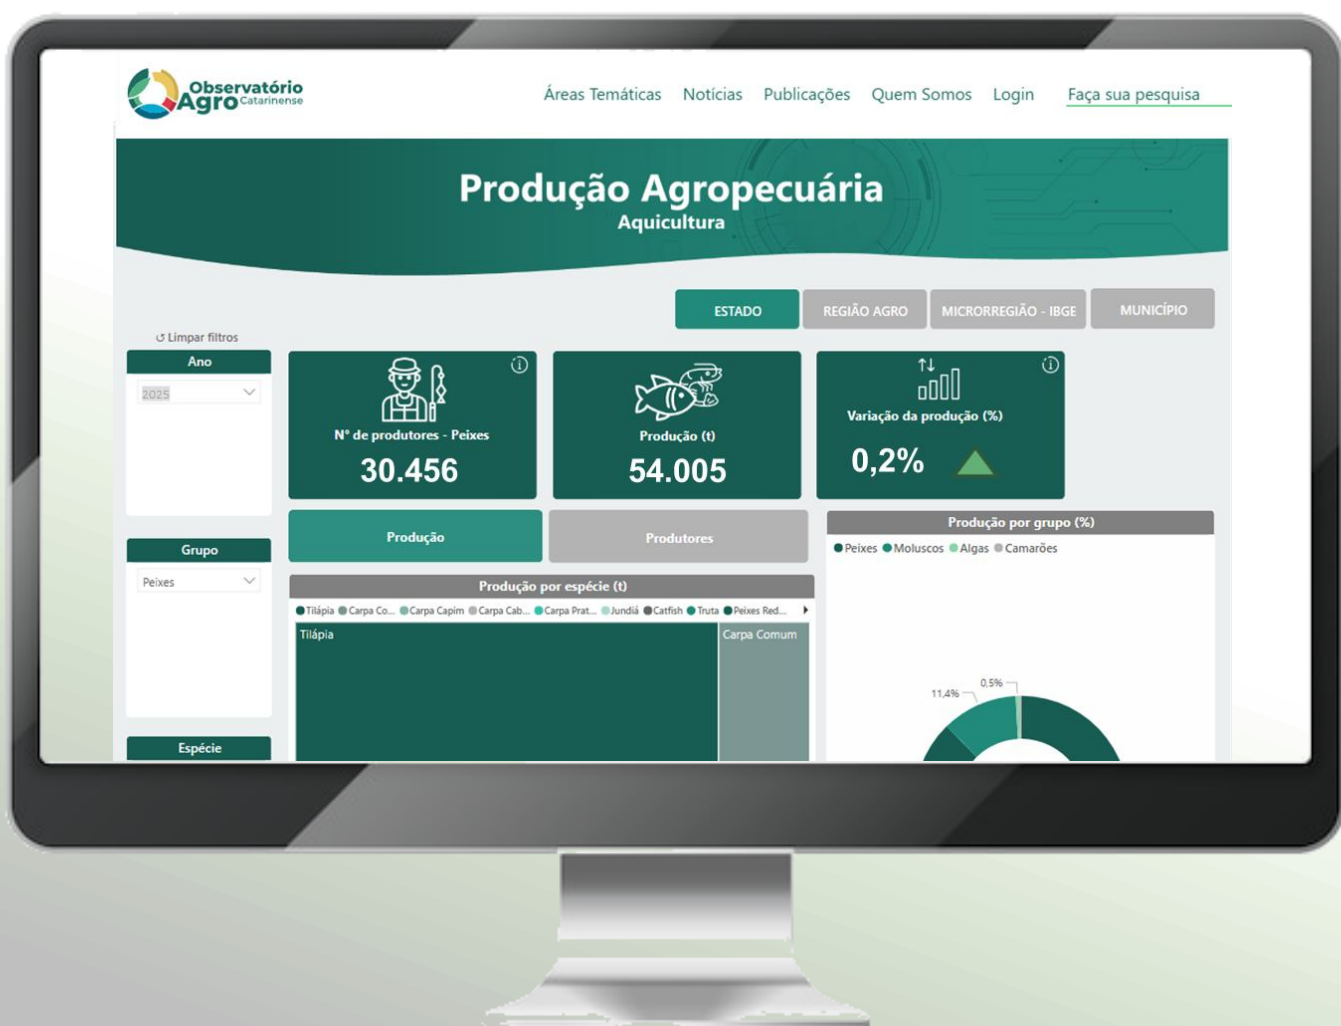 Observatório
Agro Catarinense
Áreas Temáticas Notícias Publicações Quem Somos Login Faça sua pesquisa
Produção Agropecuária
Aquicultura
ESTADO REGIÃO AGRO MICRORREGIÃO - IBGE MUNICÍPIO
↺ Limpar filtros
Ano
2025
N° de produtores - Peixes
30.456
Produção (t)
54.005
Variação da produção (%)
0,2%
Produção Produtores
Grupo
Peixes
Produção por grupo (%)
Peixes Moluscos Algas Camarões
Produção por espécie (t)
Tilápia Carpa Co... Carpa Capim Carpa Cab... Carpa Prat... Jundiá Catfish Truta Peixes Red...
Tilápia Carpa Comum
11,4% 0,5%
Espécie